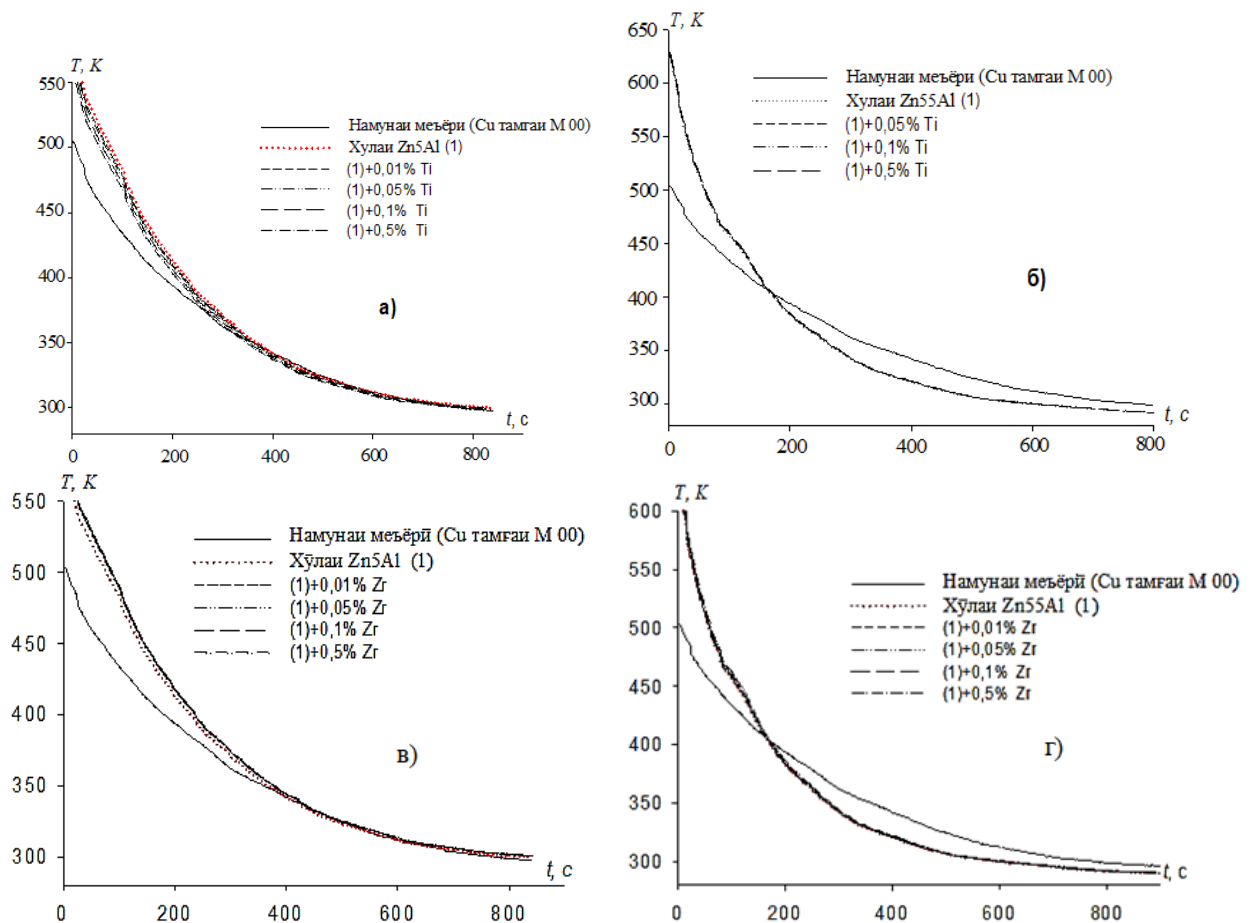 T, K
550
500
450
400
350
300
0
200
400
600
800
t, c
Намунаи меъёри (Cu тамгаи М 00)
Хулаи Zn5Al (1)
(1)+0,01% Ti
(1)+0,05% Ti
(1)+0,1% Ti
(1)+0,5% Ti
а)
T, K
650
600
550
500
450
400
350
300
0
200
400
600
800
t, c
Намунаи меъёри (Cu тамгаи М 00)
Хулаи Zn55Al (1)
(1)+0,05% Ti
(1)+0,1% Ti
(1)+0,5% Ti
б)
T, K
550
500
450
400
350
300
0
200
400
600
800
t, c
Намунаи меъёрӣ (Cu тамғаи М 00)
Хӯлаи Zn5Al (1)
(1)+0,01% Zr
(1)+0,05% Zr
(1)+0,1% Zr
(1)+0,5% Zr
в)
T, K
600
550
500
450
400
350
300
0
200
400
600
800
t, c
Намунаи меъёрӣ (Cu тамғаи М 00)
Хӯлаи Zn55Al (1)
(1)+0,01% Zr
(1)+0,05% Zr
(1)+0,1% Zr
(1)+0,5% Zr
г)